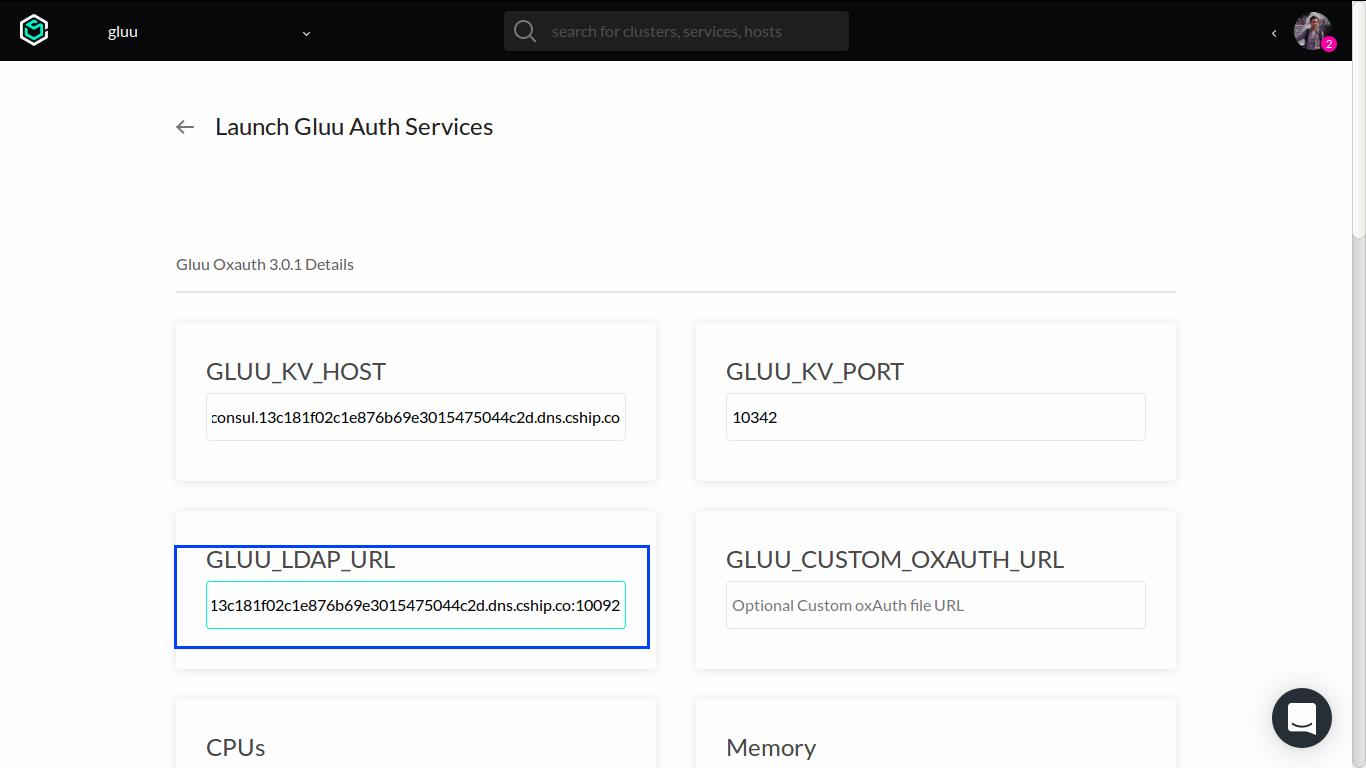 gluu
search for clusters, services, hosts
2
Launch Gluu Auth Services
Gluu Oxauth 3.0.1 Details
GLUU_KV_HOST
consul.13c181f02c1e876b69e3015475044c2d.dns.cship.co
GLUU_KV_PORT
10342
GLUU_LDAP_URL
13c181f02c1e876b69e3015475044c2d.dns.cship.co:10092
GLUU_CUSTOM_OXAUTH_URL
Optional Custom oxAuth file URL
CPUs
Memory